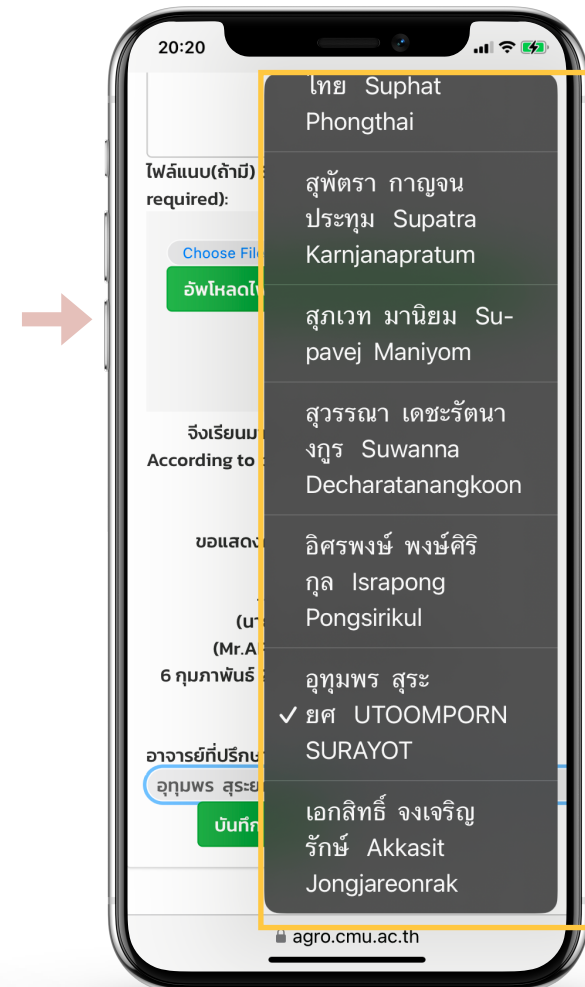 20:20
ไทย Suphat
Phongthai
ไฟล์แนบ(ถ้ามี)
required):
สุพัตรา กาญจน
ประทุม Supatra
Karnjanapratum
Choose File
อัพโหลดไฟ
สุภเวท มานิยม Su-
pavej Maniyom
จึงเรียนมา
According to
สุวรรณา เดชะรัตนา
งกูร Suwanna
Decharatanangkoon
ขอแสดง
อิศรพงษ์ พงษ์ศิริ
กุล Israpong
Pongsirikul
(นา
(Mr.A
6 กุมภาพันธ์
อุทุมพร สุระ
ยศ UTOOMPORN
SURAYOT
อาจารย์ที่ปรึกษา
อุทุมพร สุระย
บันทึก
เอกสิทธิ์ จงเจริญ
รักษ์ Akkasit
Jongjareonrak
agro.cmu.ac.th